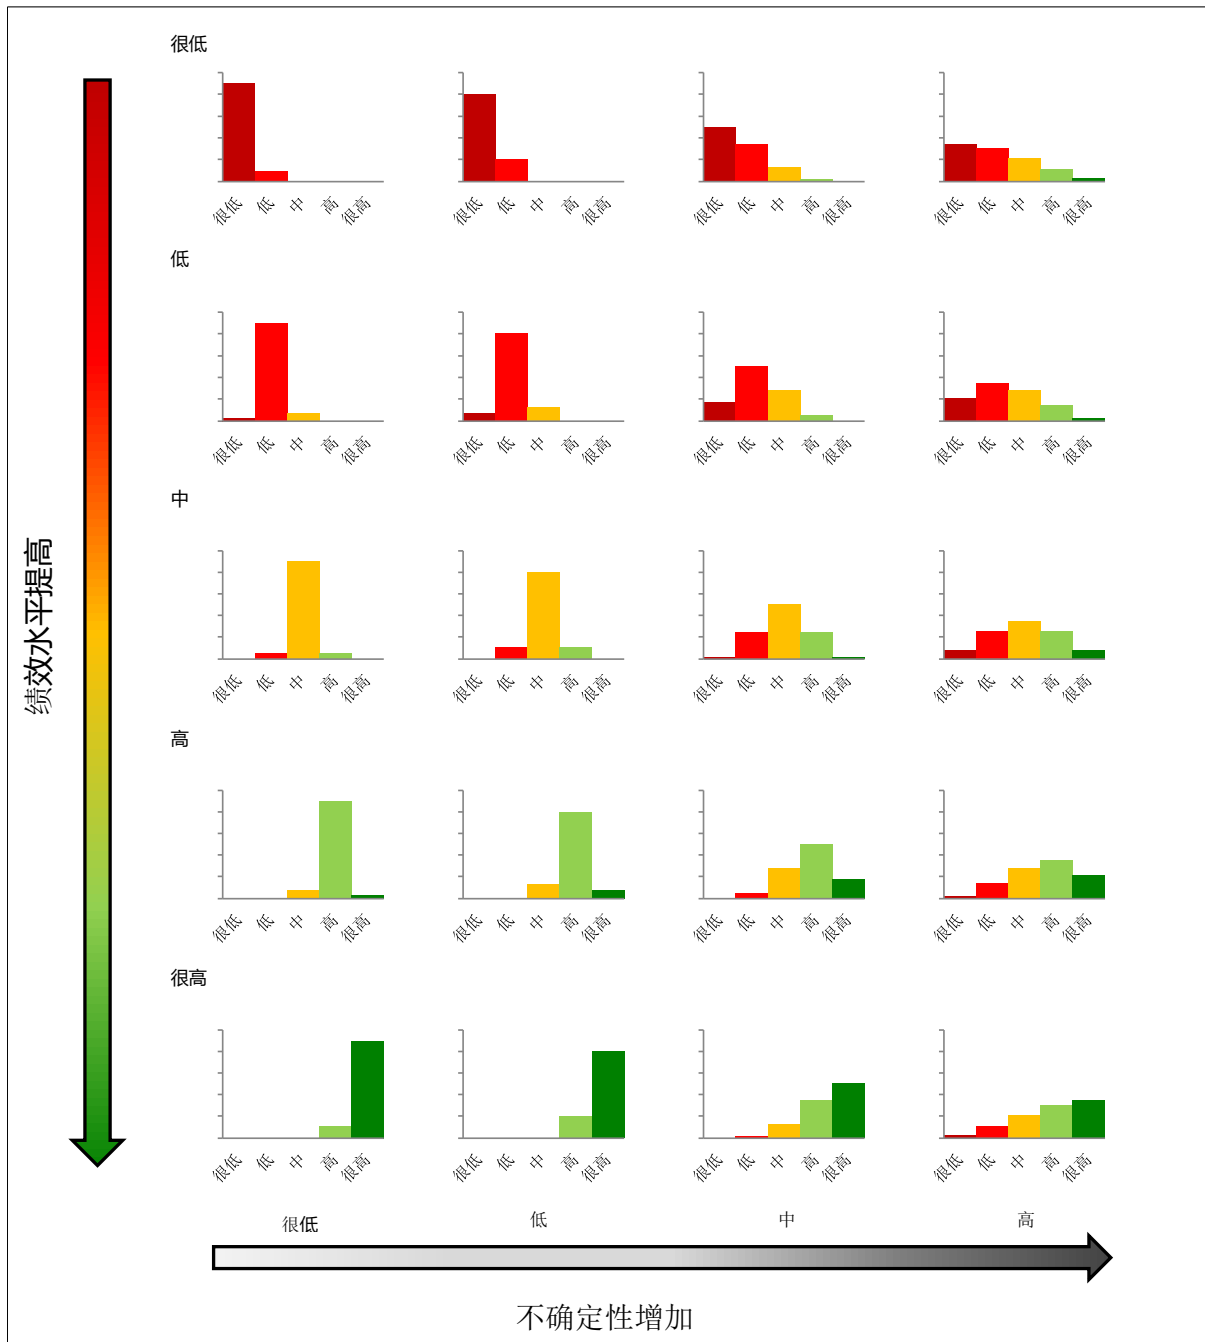 很低
很低 低 中 高 很高
很低 低 中 高 很高
很低 低 中 高 很高
很低 低 中 高 很高
低
很低 低 中 高 很高
很低 低 中 高 很高
很低 低 中 高 很高
很低 低 中 高 很高
中
很低 低 中 高 很高
很低 低 中 高 很高
很低 低 中 高 很高
很低 低 中 高 很高
绩效水平提高
高
很低 低 中 高 很高
很低 低 中 高 很高
很低 低 中 高 很高
很低 低 中 高 很高
很高
很低 低 中 高 很高
很低 低 中 高 很高
很低 低 中 高 很高
很低 低 中 高 很高
很低 低 中 高
不确定性增加